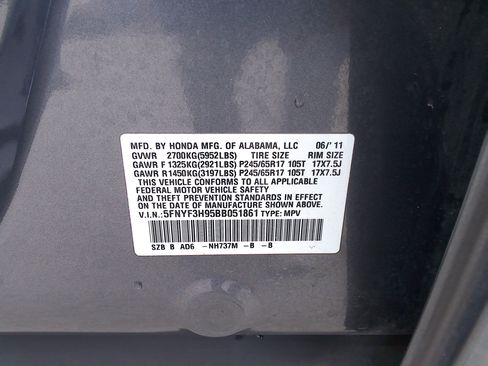 MFD. BY HONDA MFG. OF ALABAMA, LLC 06/' 11
GVWR 2700KG(5952LBS) TIRE SIZE RIM SIZE
GAWR F 1325KG(2921LBS) P245/65R17 105T 17X7.5J
GAWR R 1450KG(3197LBS) P245/65R17 105T 17X7.5J
THIS VEHICLE CONFORMS TO ALL APPLICABLE
FEDERAL MOTOR VEHICLE SAFETY
AND THEFT PREVENTION STANDARDS IN EFFECT
ON THE DATE OF MANUFACTURE SHOWN ABOVE.
V.I.N.: 5FNYF3H95BB051861 TYPE: MPV
SZB B AD6 -NH737M -B -B